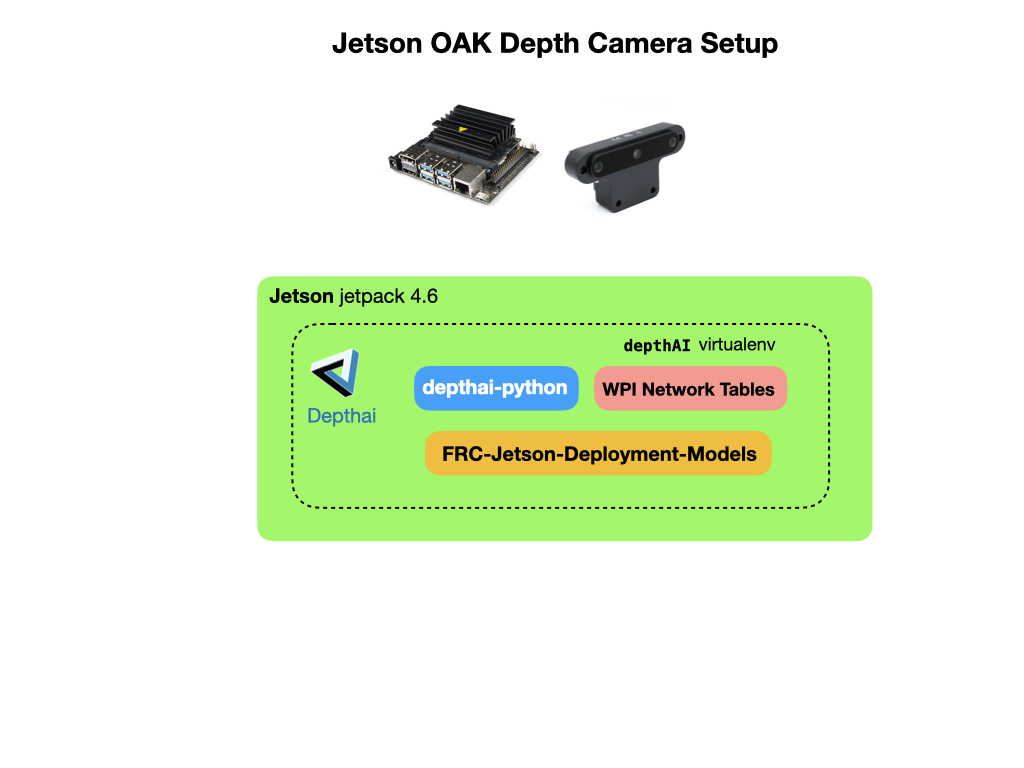 Jetson OAK Depth Camera Setup
Jetson jetpack 4.6
depthAI virtualenv
Depthai
depthai-python
WPI Network Tables
FRC-Jetson-Deployment-Models